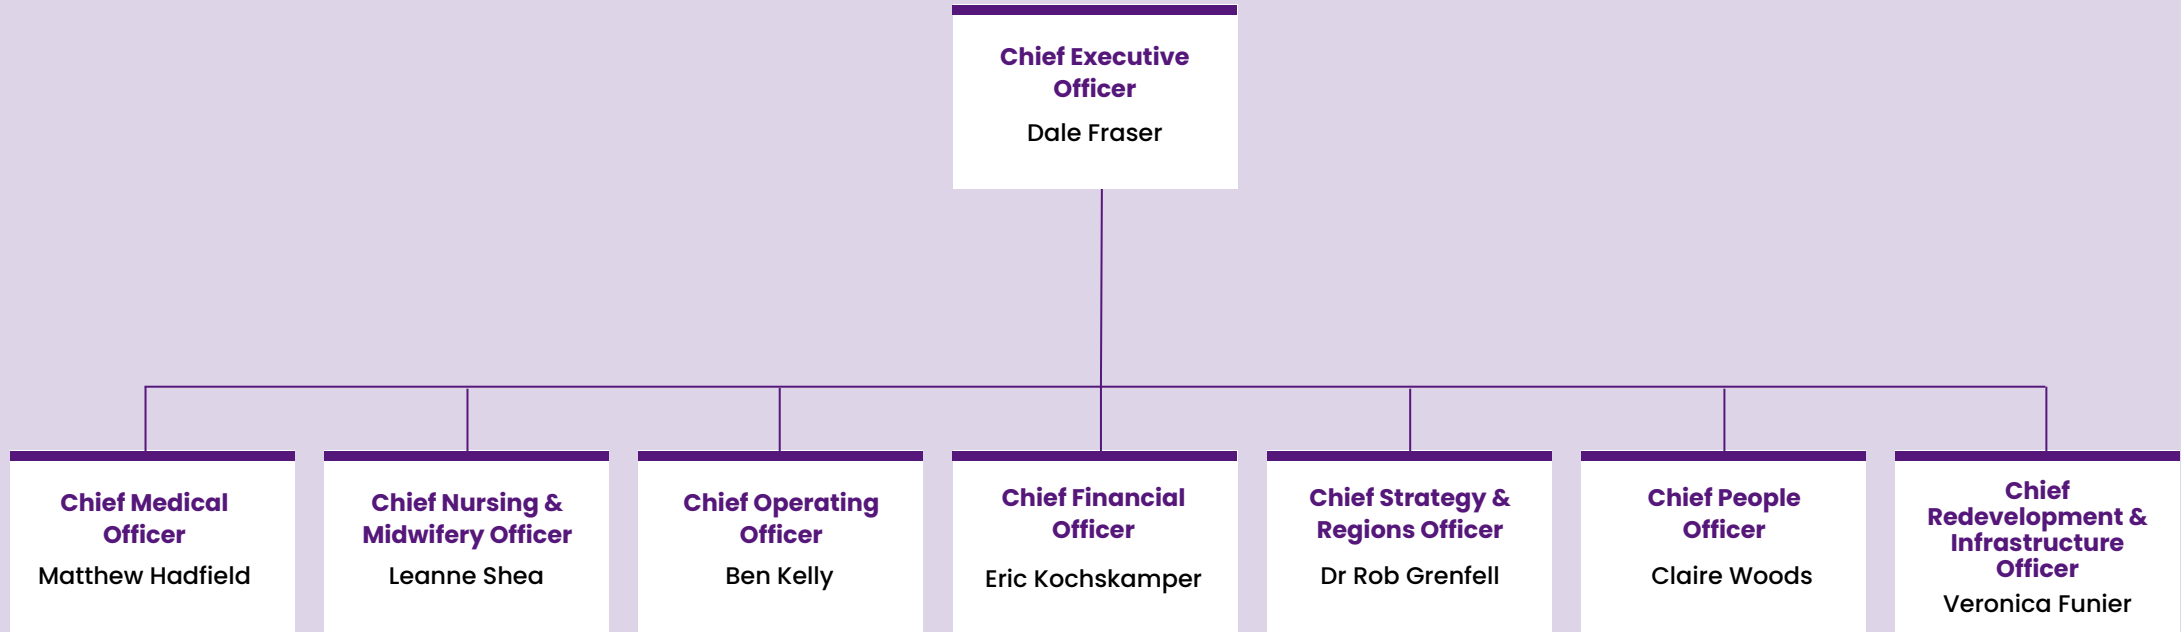 Chief Executive
Officer
Dale Fraser
Chief Medical
Officer
Matthew Hadfield
Chief Nursing &
Midwifery Officer
Leanne Shea
Chief Operating
Officer
Ben Kelly
Chief Financial
Officer
Eric Kochskamper
Chief Strategy &
Regions Officer
Dr Rob Grenfell
Chief People
Officer
Claire Woods
Chief
Redevelopment &
Infrastructure
Officer
Veronica Funier